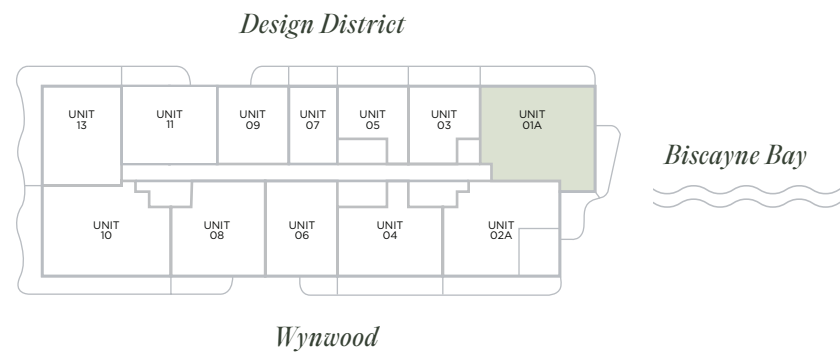 Design District
UNIT
13
UNIT
11
UNIT
09
UNIT
07
UNIT
05
UNIT
03
UNIT
01A
Biscayne Bay
UNIT
10
UNIT
08
UNIT
06
UNIT
04
UNIT
02A
Wynwood